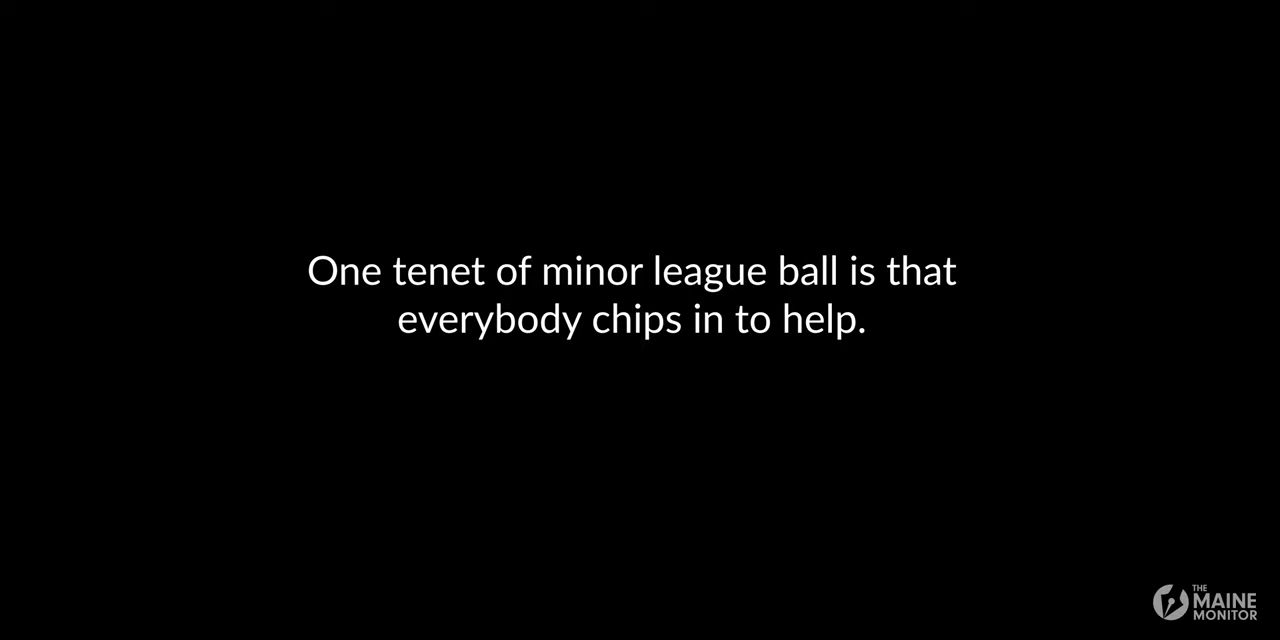 One tenet of minor league ball is that
everybody chips in to help.
THE
MAINE
MONITOR